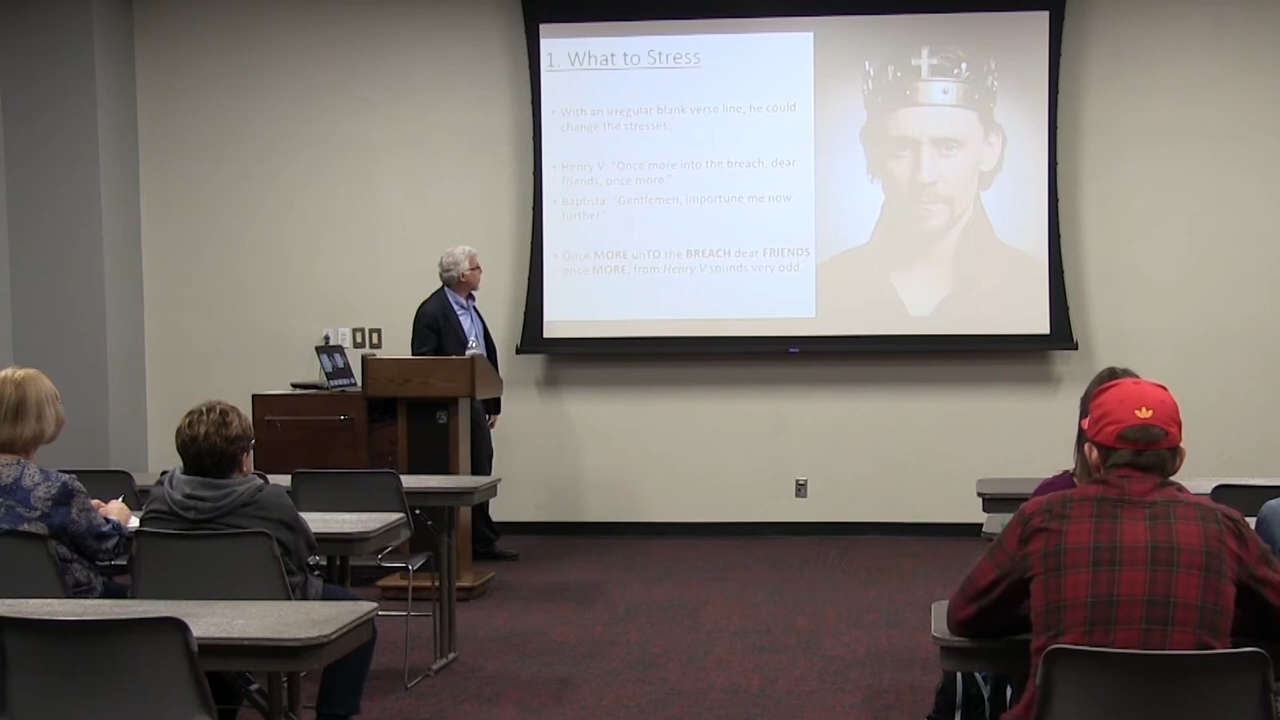 1. What to Stress
• With an irregular blank verse line, he could
change the stresses.
• Henry V: "Once more into the breach, dear
friends, once more."
• Baptista: "Gentlemen, importune me now
further"
• Once MORE unTO the BREACH dear FRIENDS
once MORE, from Henry V sounds very odd